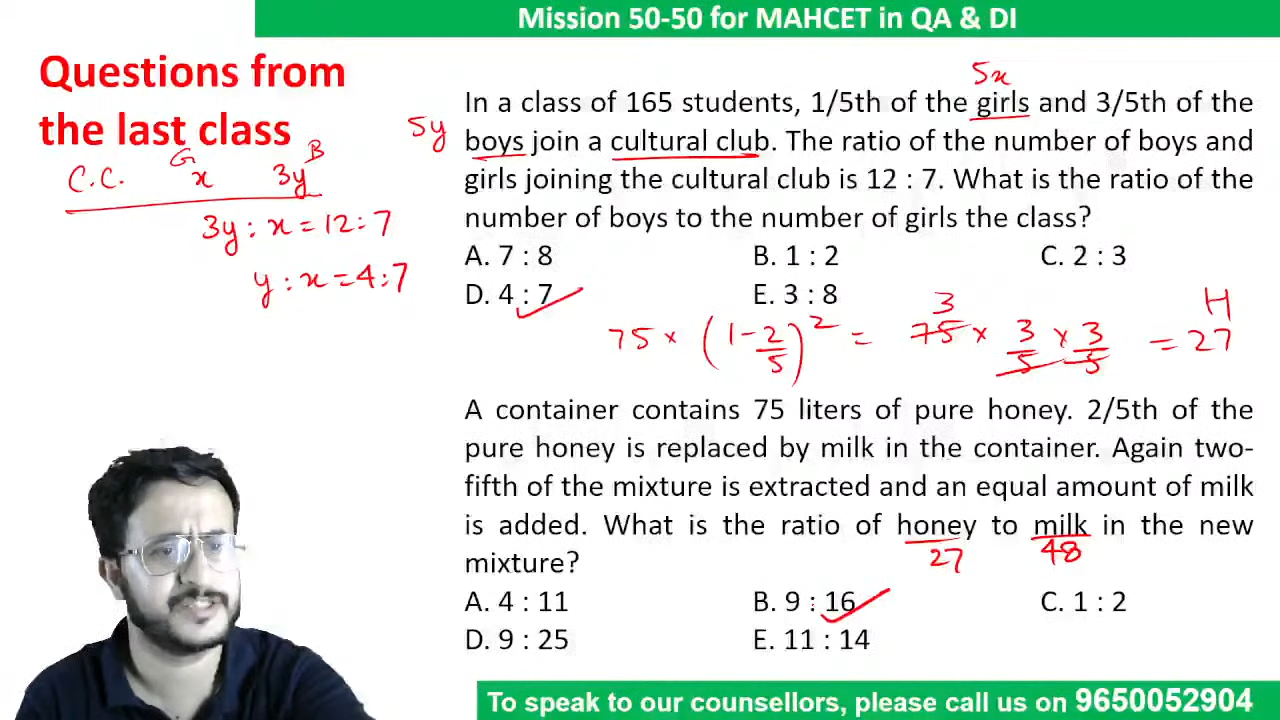 Mission 50-50 for MAHCET in QA & DI
Questions from
the last class
C.C. G x B 3y
3y : x = 12 : 7
y : x = 4 : 7
5x
5y
In a class of 165 students, 1/5th of the girls and 3/5th of the
boys join a cultural club. The ratio of the number of boys and
girls joining the cultural club is 12 : 7. What is the ratio of the
number of boys to the number of girls the class?
A. 7 : 8 B. 1 : 2 C. 2 : 3
D. 4 : 7 E. 3 : 8
75 × (1 - 2/5)² = 75 × 3/5 × 3/5 = 27
3
H
A container contains 75 liters of pure honey. 2/5th of the
pure honey is replaced by milk in the container. Again two-
fifth of the mixture is extracted and an equal amount of milk
is added. What is the ratio of honey to milk in the new
27 48
mixture?
A. 4 : 11 B. 9 : 16 C. 1 : 2
D. 9 : 25 E. 11 : 14
To speak to our counsellors, please call us on 9650052904